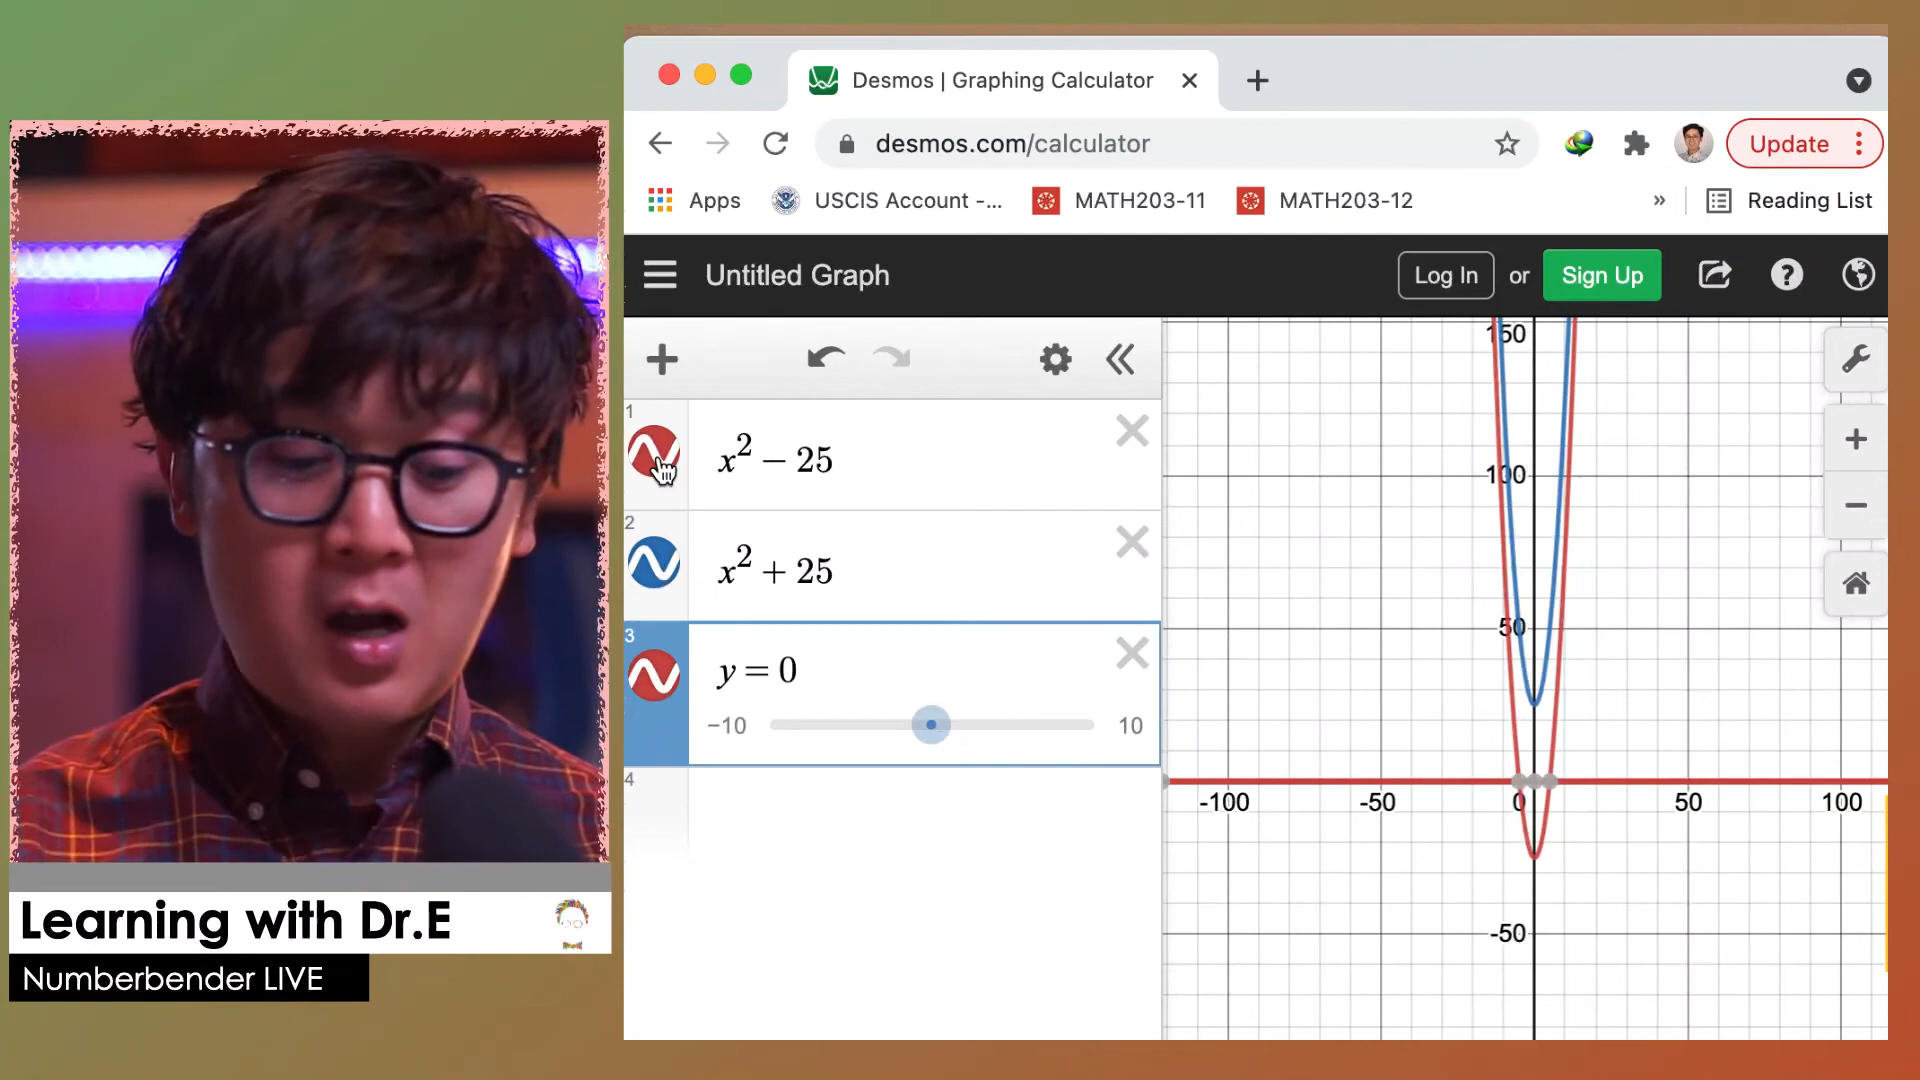 Desmos | Graphing Calculator
desmos.com/calculator
Update
Apps
USCIS Account -...
MATH203-11
MATH203-12
»
Reading List
Untitled Graph
Log In or Sign Up
1
x² − 25
2
x² + 25
3
y = 0
−10
10
4
150
100
50
-100
-50
0
50
100
-50
Learning with Dr.E
Numberbender LIVE